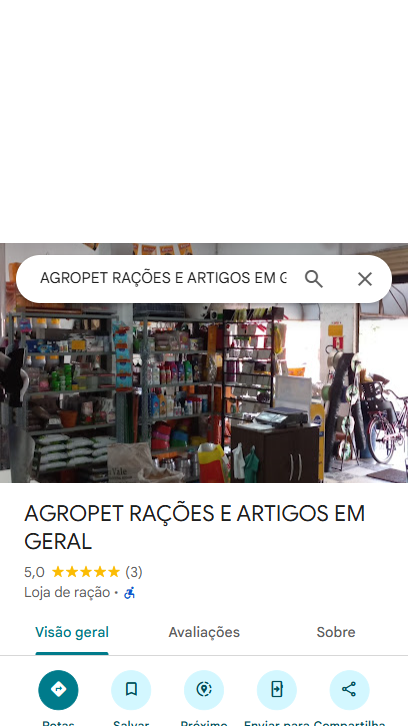 AGROPET RAÇÕES E ARTIGOS EM G
AGROPET RAÇÕES E ARTIGOS EM
GERAL
5,0 ★★★★★ (3)
Loja de ração ·
Visão geral Avaliações Sobre
Rotas Salvar Próximo Enviar para Compartilha